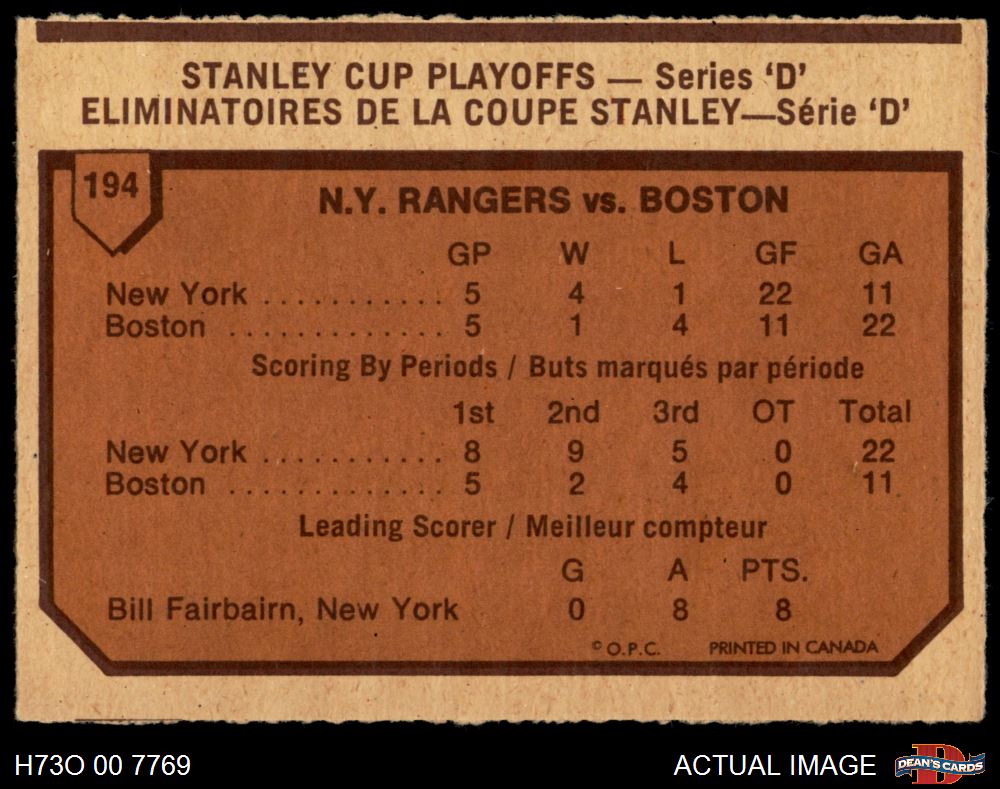 STANLEY CUP PLAYOFFS — Series 'D'
ELIMINATOIRES DE LA COUPE STANLEY—Série 'D'
194
N.Y. RANGERS vs. BOSTON
GP W L GF GA
New York ........... 5 4 1 22 11
Boston ............. 5 1 4 11 22
Scoring By Periods / Buts marqués par période
1st 2nd 3rd OT Total
New York ........... 8 9 5 0 22
Boston ............. 5 2 4 0 11
Leading Scorer / Meilleur compteur
G A PTS.
Bill Fairbairn, New York 0 8 8
© O.P.C. PRINTED IN CANADA
H73O 00 7769
ACTUAL IMAGE
DEAN'S CARDS